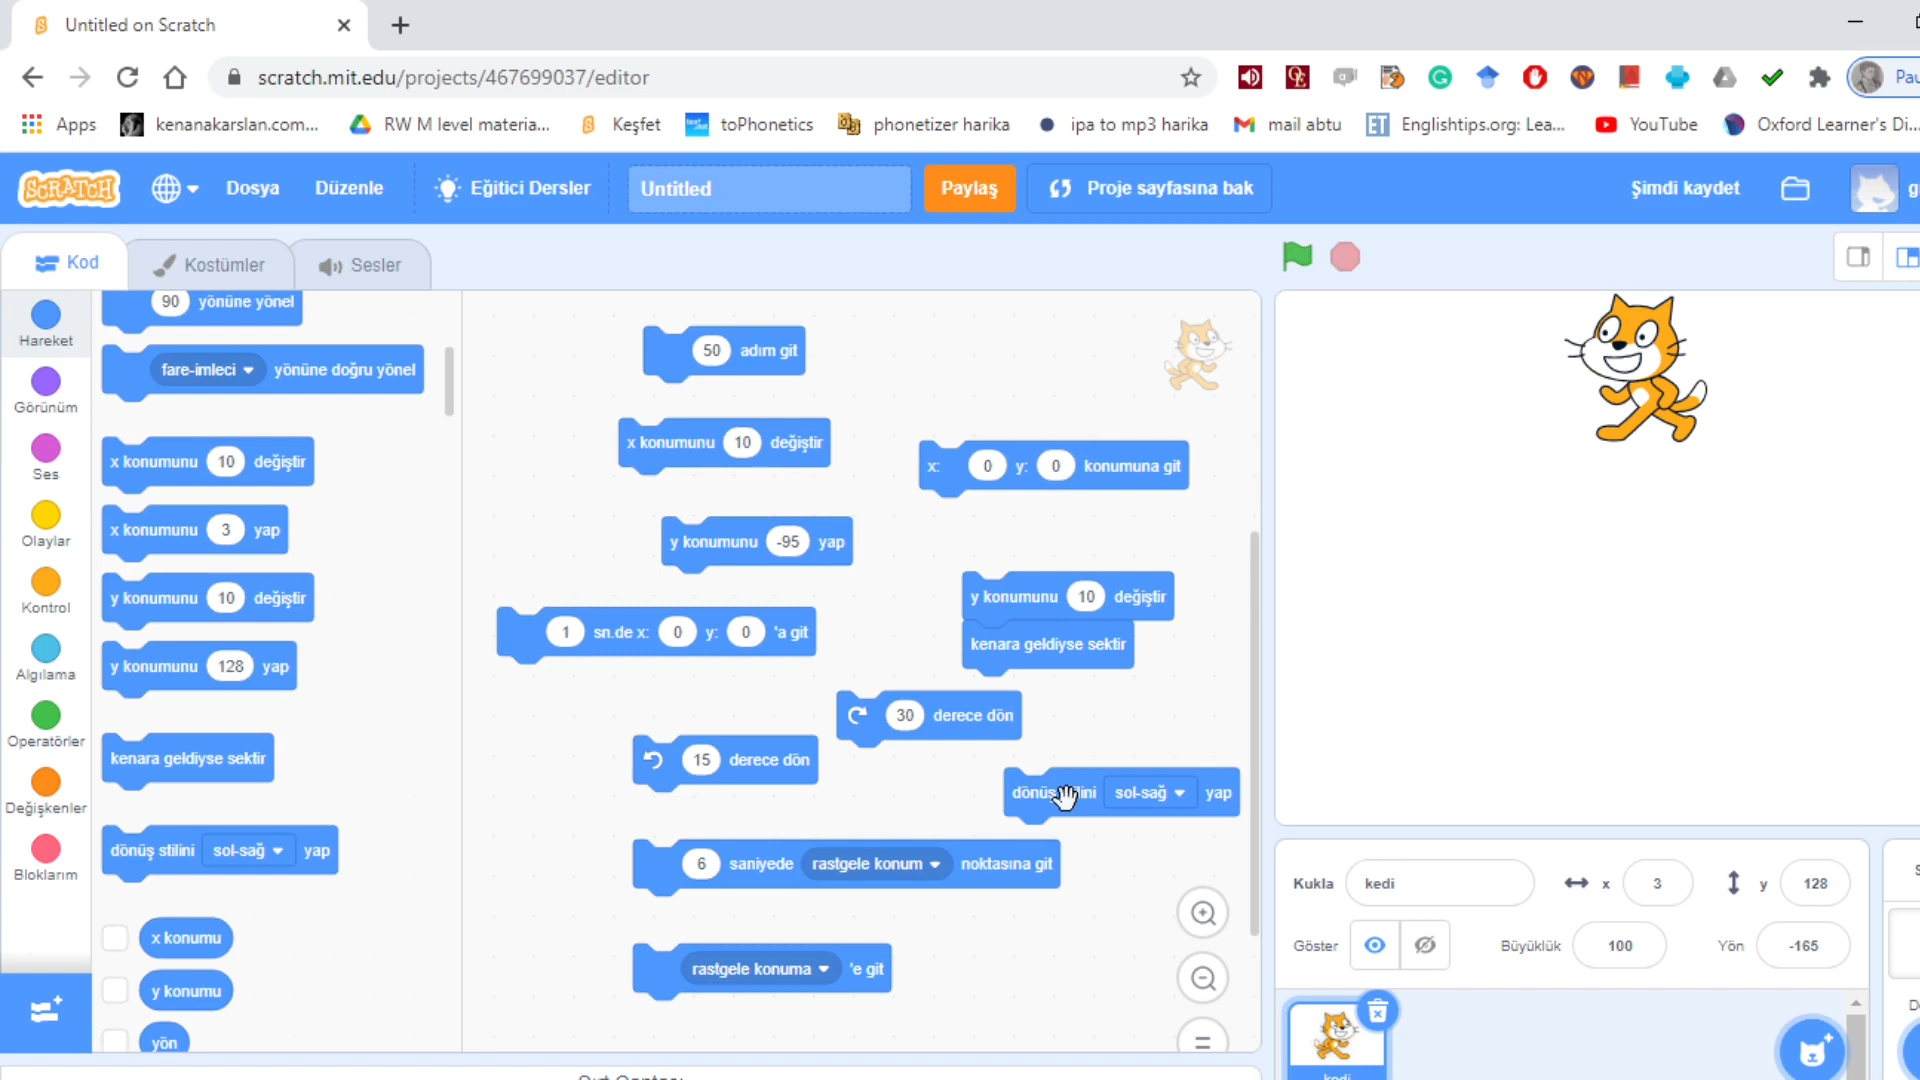 Untitled on Scratch
scratch.mit.edu/projects/467699037/editor
Apps
kenanakarslan.com...
RW M level materia...
Keşfet
toPhonetics
phonetizer harika
ipa to mp3 harika
mail abtu
Englishtips.org: Lea...
YouTube
Oxford Learner's Di...
SCRATCH
Dosya
Düzenle
Eğitici Dersler
Untitled
Paylaş
Proje sayfasına bak
Şimdi kaydet
Kod
Kostümler
Sesler
Hareket
Görünüm
Ses
Olaylar
Kontrol
Algılama
Operatörler
Değişkenler
Bloklarım
90 yönüne yönel
fare-imleci yönüne doğru yönel
x konumunu 10 değiştir
x konumunu 3 yap
y konumunu 10 değiştir
y konumunu 128 yap
kenara geldiyse sektir
dönüş stilini sol-sağ yap
x konumu
y konumu
yön
50 adım git
x konumunu 10 değiştir
x: 0 y: 0 konumuna git
y konumunu -95 yap
y konumunu 10 değiştir
kenara geldiyse sektir
1 sn.de x: 0 y: 0 'a git
30 derece dön
15 derece dön
sol-sağ yap
6 saniyede rastgele konum noktasına git
rastgele konuma 'e git
Kukla kedi x 3 y 128
Göster Büyüklük 100 Yön -165